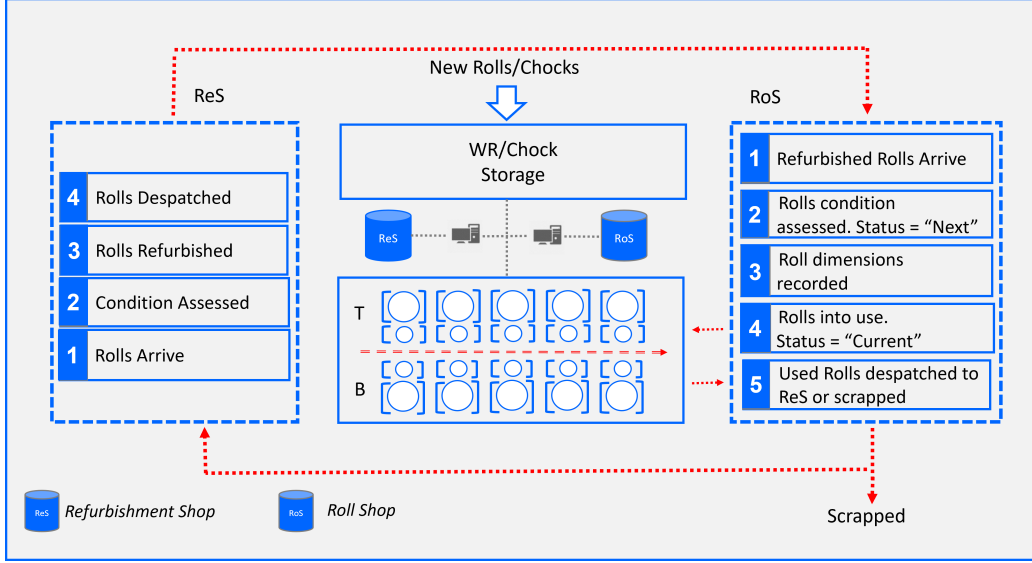 New Rolls/Chocks
ReS
RoS
4 Rolls Despatched
3 Rolls Refurbished
2 Condition Assessed
1 Rolls Arrive
WR/Chock
Storage
ReS
RoS
T
B
1 Refurbished Rolls Arrive
2 Rolls condition
assessed. Status = “Next”
3 Roll dimensions
recorded
4 Rolls into use.
Status = “Current”
5 Used Rolls despatched to
ReS or scrapped
ReS Refurbishment Shop
RoS Roll Shop
Scrapped